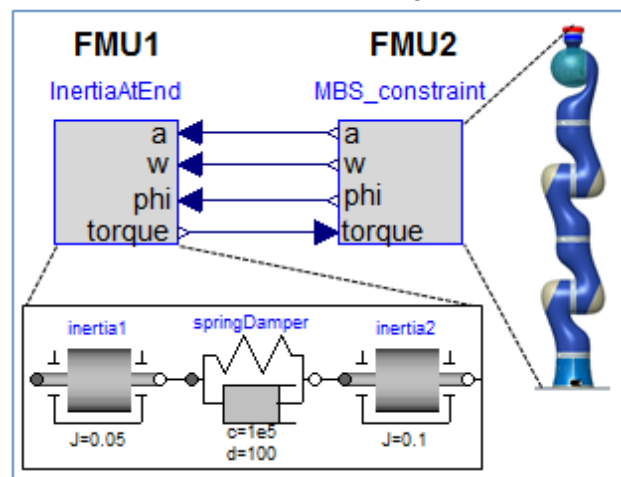 FMU1 FMU2
InertiaAtEnd MBS_constraint
a a
w w
phi phi
torque torque
inertia1 springDamper inertia2
J=0.05 c=1e5 J=0.1
d=100